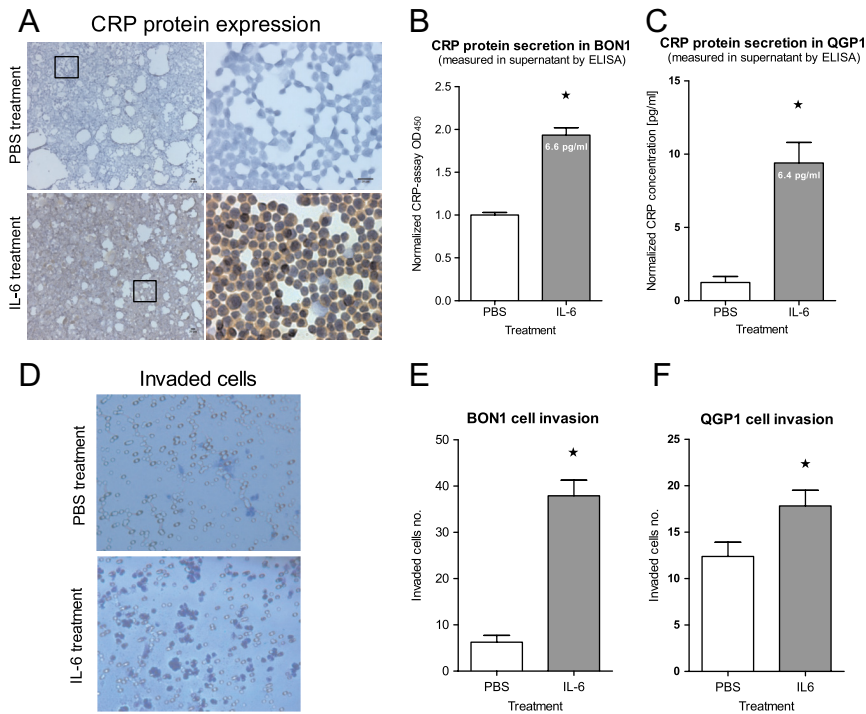 A
CRP protein expression
PBS treatment
IL-6 treatment
B
CRP protein secretion in BON1
(measured in supernatant by ELISA)
Normalized CRP-assay OD450
2.5
2.0
1.5
1.0
0.5
0.0
6.6 pg/ml
★
PBS
IL-6
Treatment
C
CRP protein secretion in QGP1
(measured in supernatant by ELISA)
Normalized CRP concentration [pg/ml]
15
10
5
0
6.4 pg/ml
★
PBS
IL-6
Treatment
D
Invaded cells
PBS treatment
IL-6 treatment
E
BON1 cell invasion
Invaded cells no.
50
40
30
20
10
0
★
PBS
IL-6
Treatment
F
QGP1 cell invasion
Invaded cells no.
25
20
15
10
5
0
★
PBS
IL6
Treatment